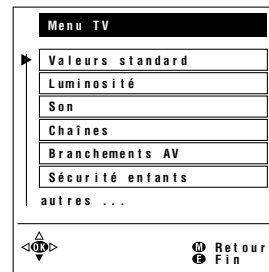 Menu TV
Valeurs standard
Luminosité
Son
Chaînes
Branchements AV
Sécurité enfants
autres ...
OK
M Retour
E Fin